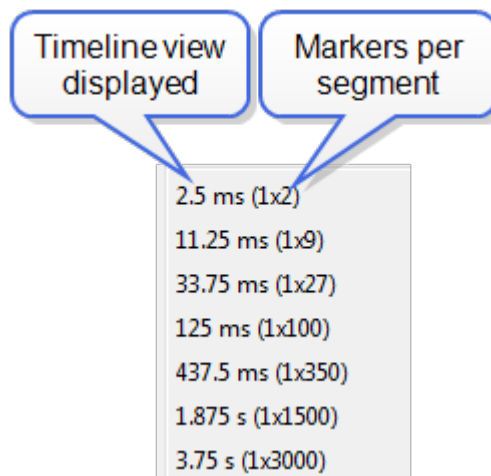 Timeline view
displayed
Markers per
segment
2.5 ms (1x2)
11.25 ms (1x9)
33.75 ms (1x27)
125 ms (1x100)
437.5 ms (1x350)
1.875 s (1x1500)
3.75 s (1x3000)